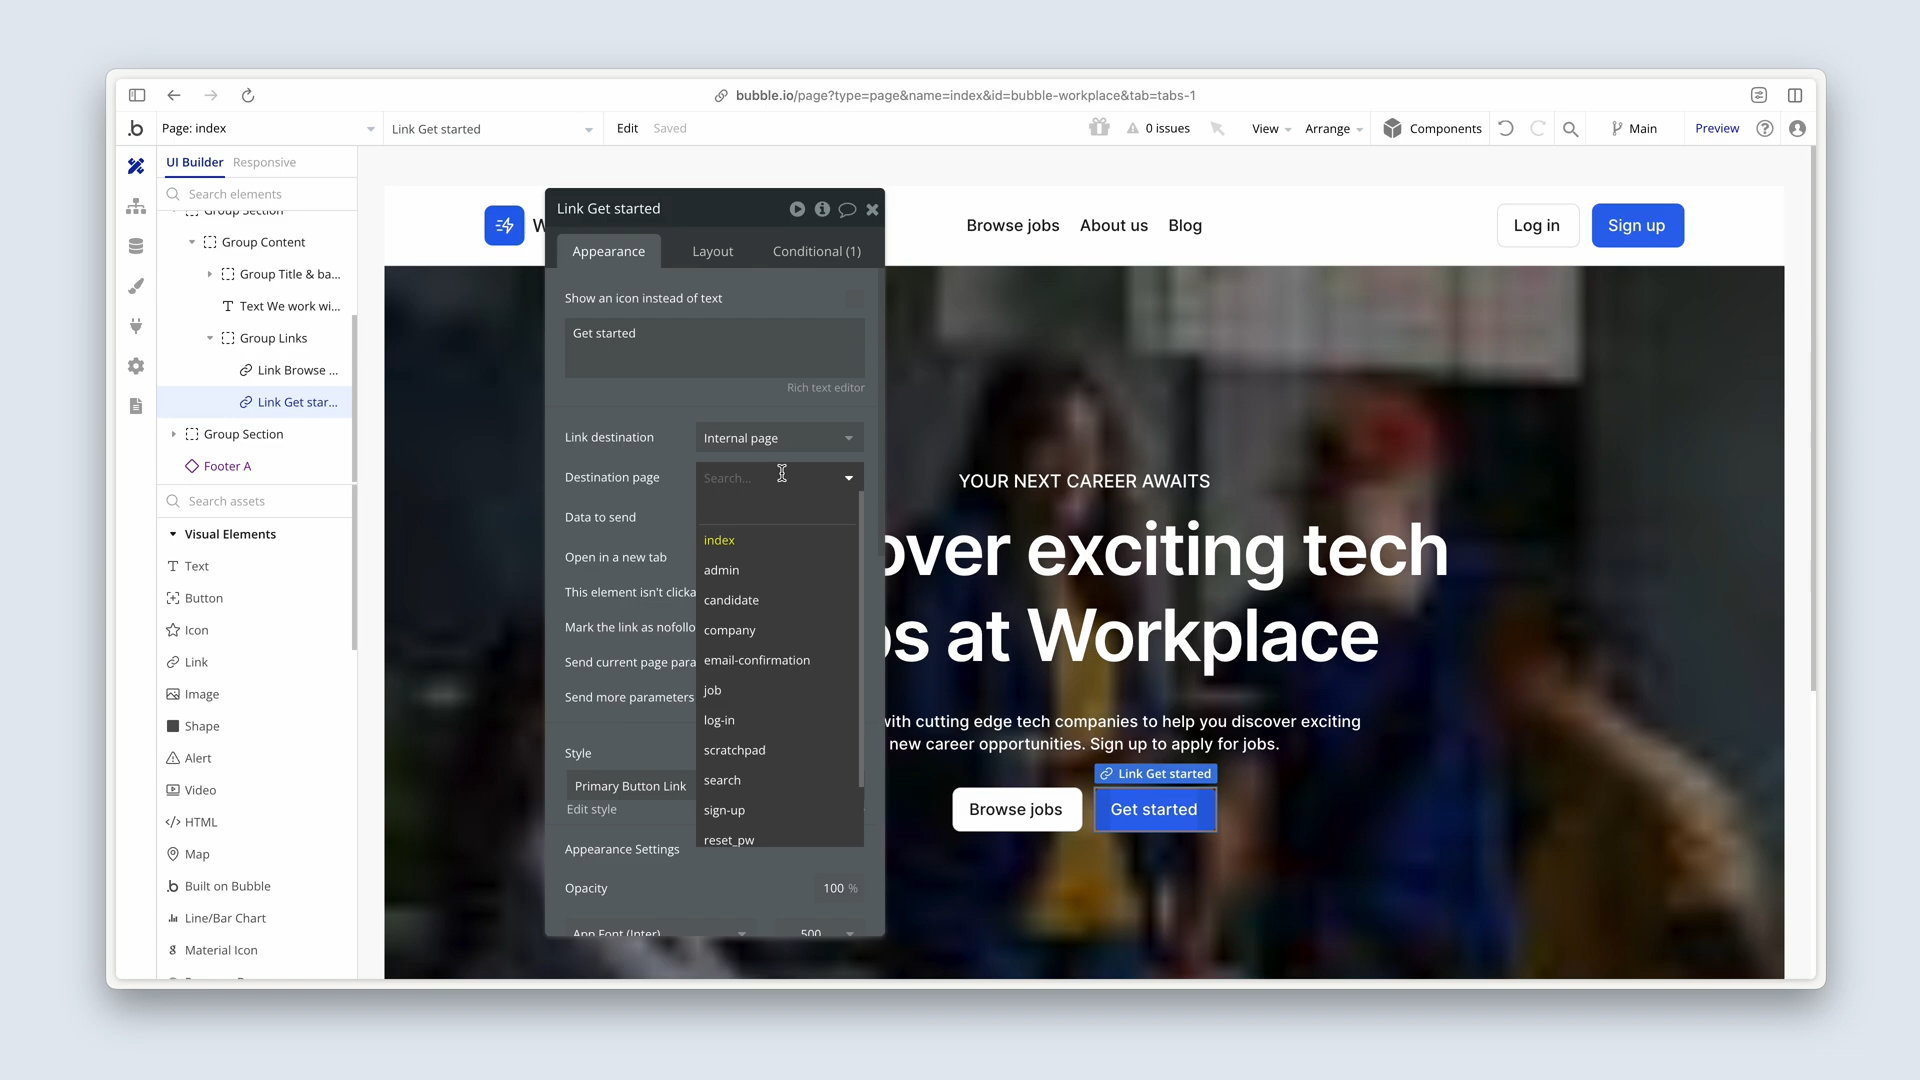 bubble.io/page?type=page&name=index&id=bubble-workplace&tab=tabs-1
Page: index
Link Get started
Edit
Saved
0 issues
View
Arrange
Components
Main
Preview
UI Builder
Responsive
Search elements
Group Section
Group Content
Group Title & ba...
Text We work wi...
Group Links
Link Browse ...
Link Get star...
Group Section
Footer A
Search assets
Visual Elements
Text
Button
Icon
Link
Image
Shape
Alert
Video
HTML
Map
Built on Bubble
Line/Bar Chart
Material Icon
Link Get started
Appearance
Layout
Conditional (1)
Show an icon instead of text
Get started
Rich text editor
Link destination
Internal page
Destination page
Search...
Data to send
Open in a new tab
This element isn't clicka
Mark the link as nofollo
Send current page para
Send more parameters
index
admin
candidate
company
email-confirmation
job
log-in
scratchpad
search
sign-up
reset_pw
Style
Primary Button Link
Edit style
Appearance Settings
Opacity
100 %
App Font (Inter)
500
W
Browse jobs
About us
Blog
Log in
Sign up
YOUR NEXT CAREER AWAITS
over exciting tech
s at Workplace
with cutting edge tech companies to help you discover exciting
new career opportunities. Sign up to apply for jobs.
Link Get started
Browse jobs
Get started